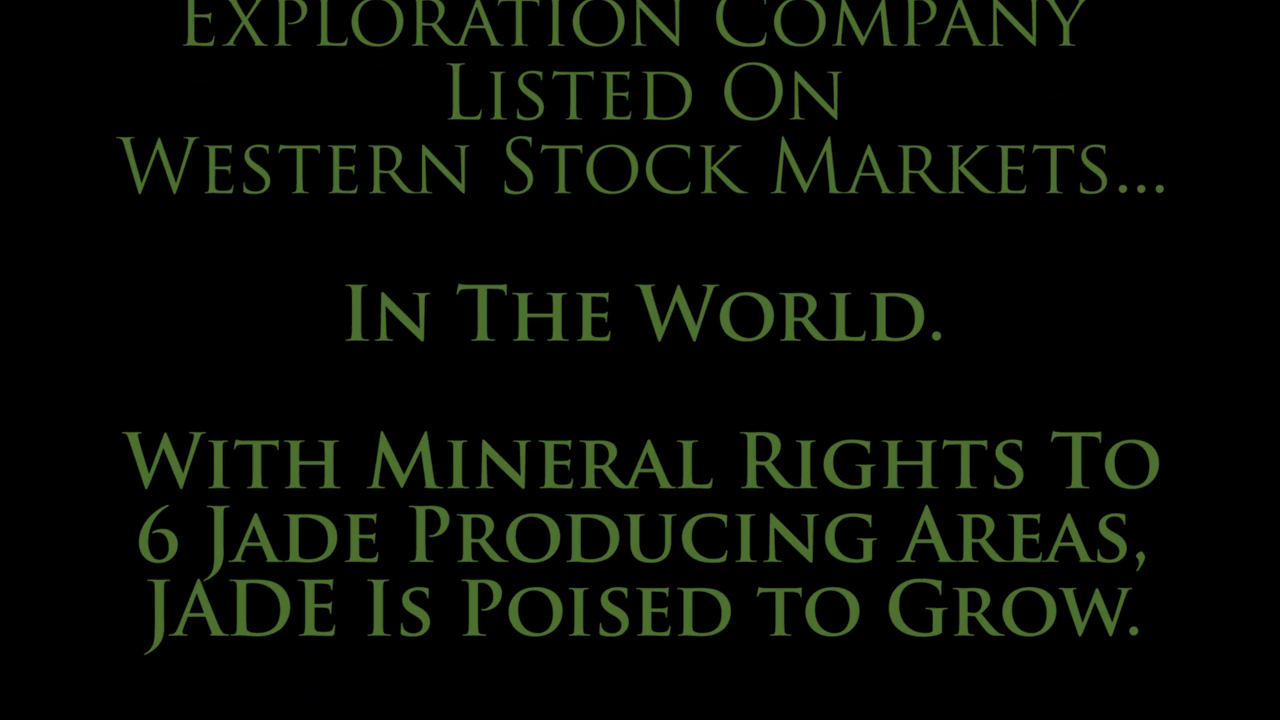 Exploration Company
Listed On
Western Stock Markets...
In The World.
With Mineral Rights To
6 Jade Producing Areas,
JADE Is Poised to Grow.